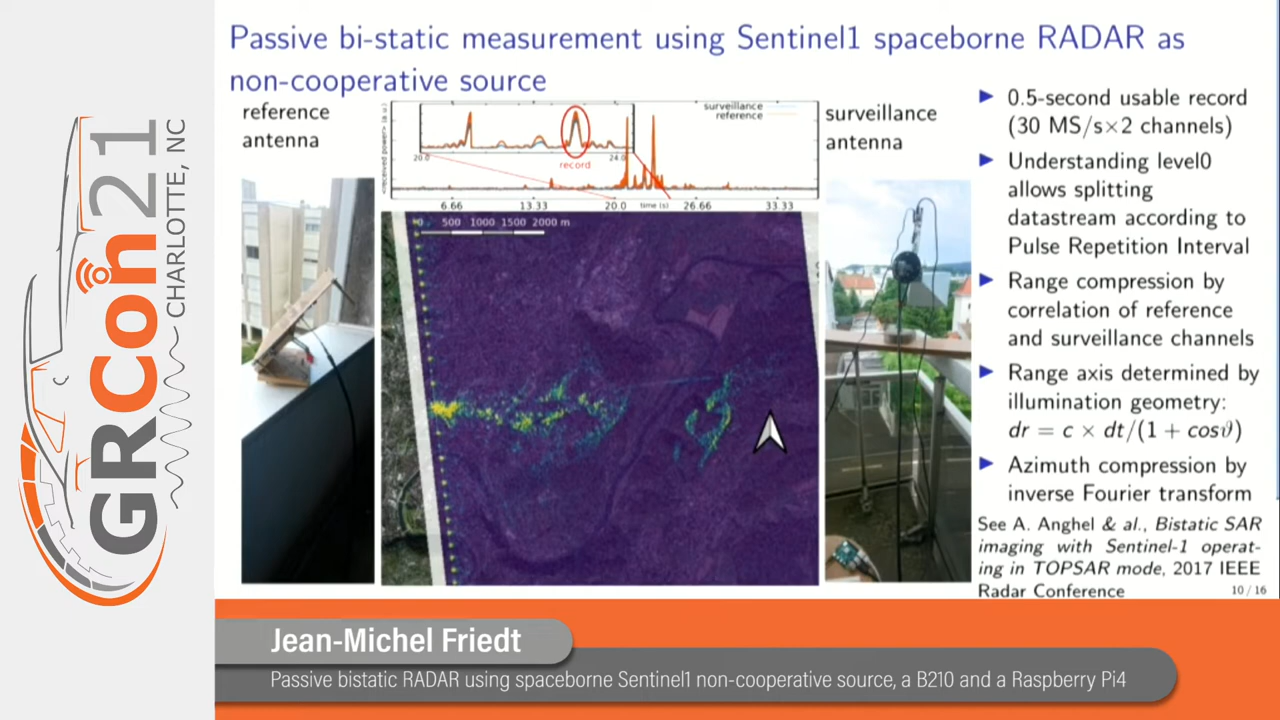 GRCon21
CHARLOTTE, NC
Passive bi-static measurement using Sentinel1 spaceborne RADAR as
non-cooperative source
reference
antenna
<received power> (a.u.)
surveillance
reference
20.0
24.0
record
6.66
13.33
20.0
time (s)
26.66
33.33
0 500 1000 1500 2000 m
surveillance
antenna
► 0.5-second usable record
(30 MS/s×2 channels)
► Understanding level0
allows splitting
datastream according to
Pulse Repetition Interval
► Range compression by
correlation of reference
and surveillance channels
► Range axis determined by
illumination geometry:
dr = c × dt/(1 + cosϑ)
► Azimuth compression by
inverse Fourier transform
See A. Anghel & al., Bistatic SAR
imaging with Sentinel-1 operat-
ing in TOPSAR mode, 2017 IEEE
Radar Conference
10 / 16
Jean-Michel Friedt
Passive bistatic RADAR using spaceborne Sentinel1 non-cooperative source, a B210 and a Raspberry Pi4